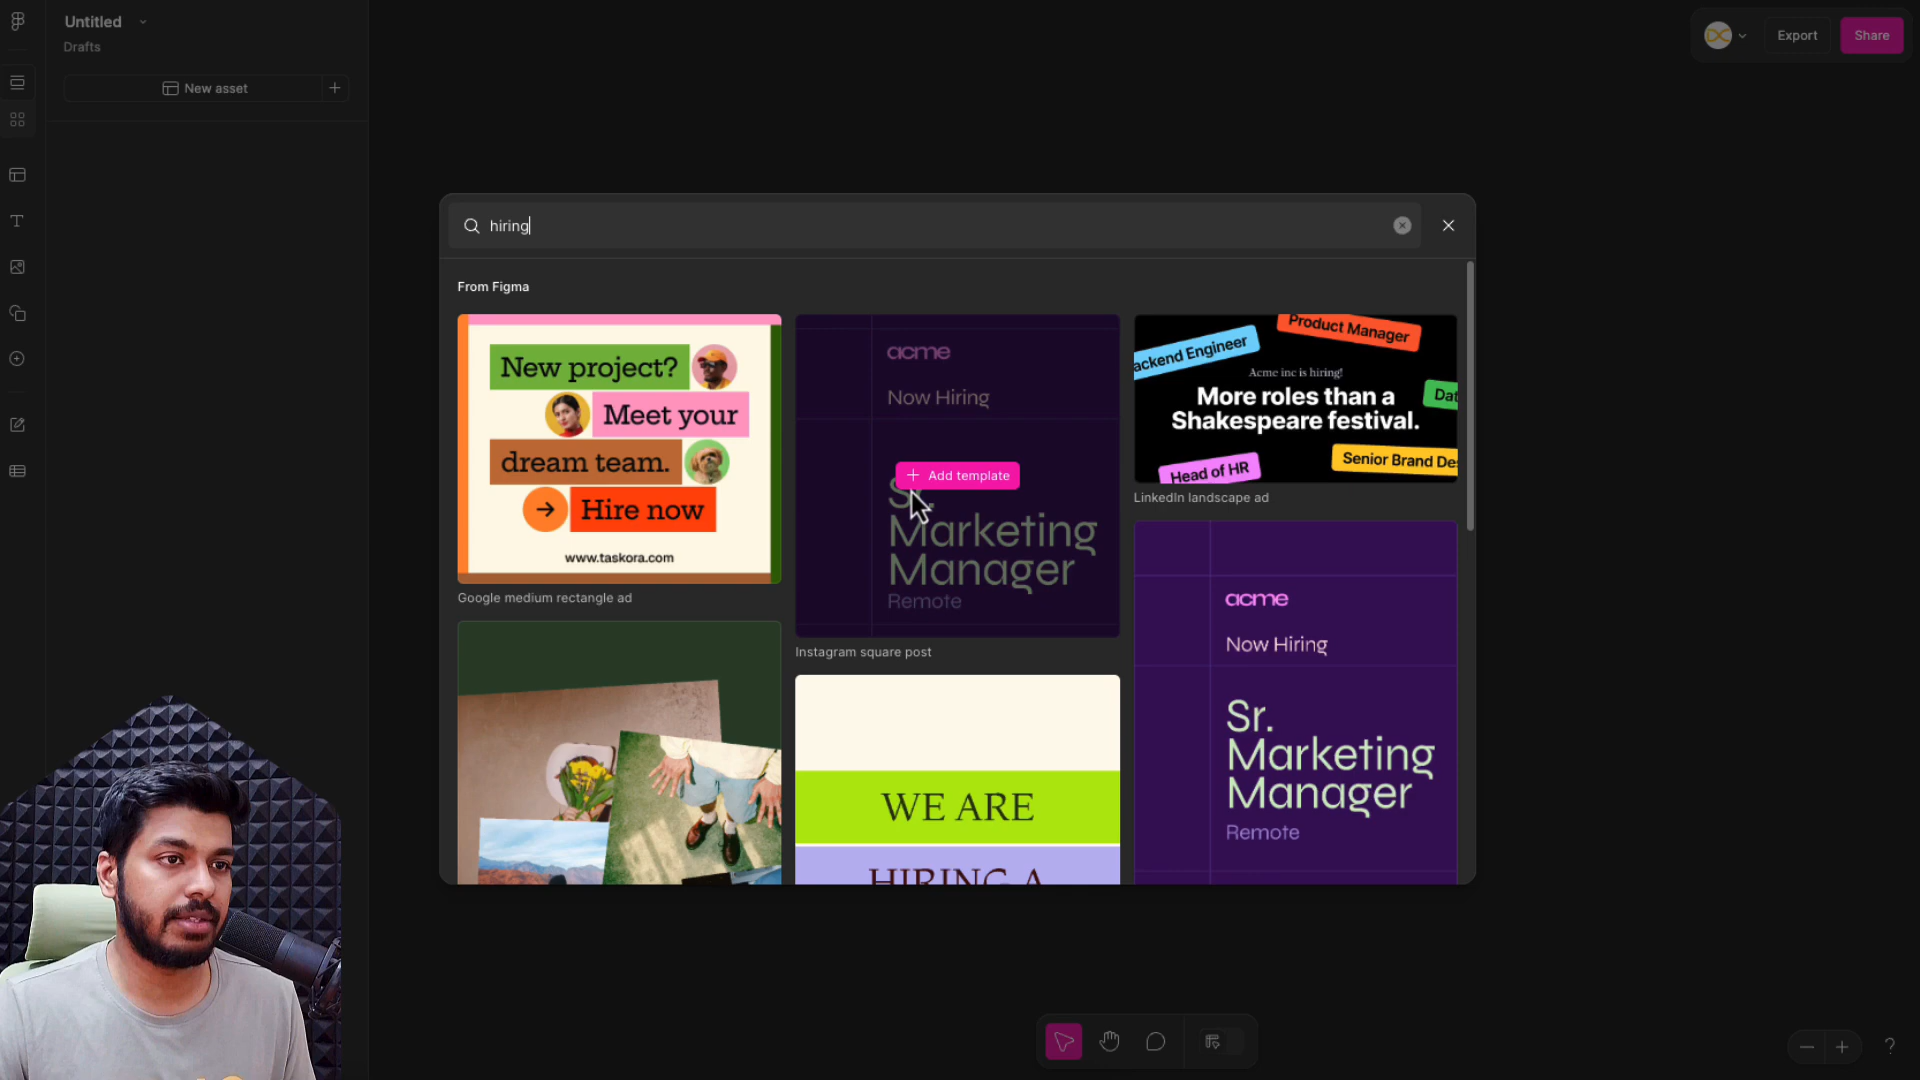 Untitled
Drafts
New asset
Export
Share
hiring
From Figma
New project?
Meet your
dream team.
Hire now
www.taskora.com
Google medium rectangle ad
acme
Now Hiring
Add template
Sr.
Marketing
Manager
Remote
Instagram square post
WE ARE
HIRING A
ackend Engineer
Product Manager
Acme inc is hiring!
More roles than a
Shakespeare festival.
Dat
Head of HR
Senior Brand De
LinkedIn landscape ad
acme
Now Hiring
Sr.
Marketing
Manager
Remote
?